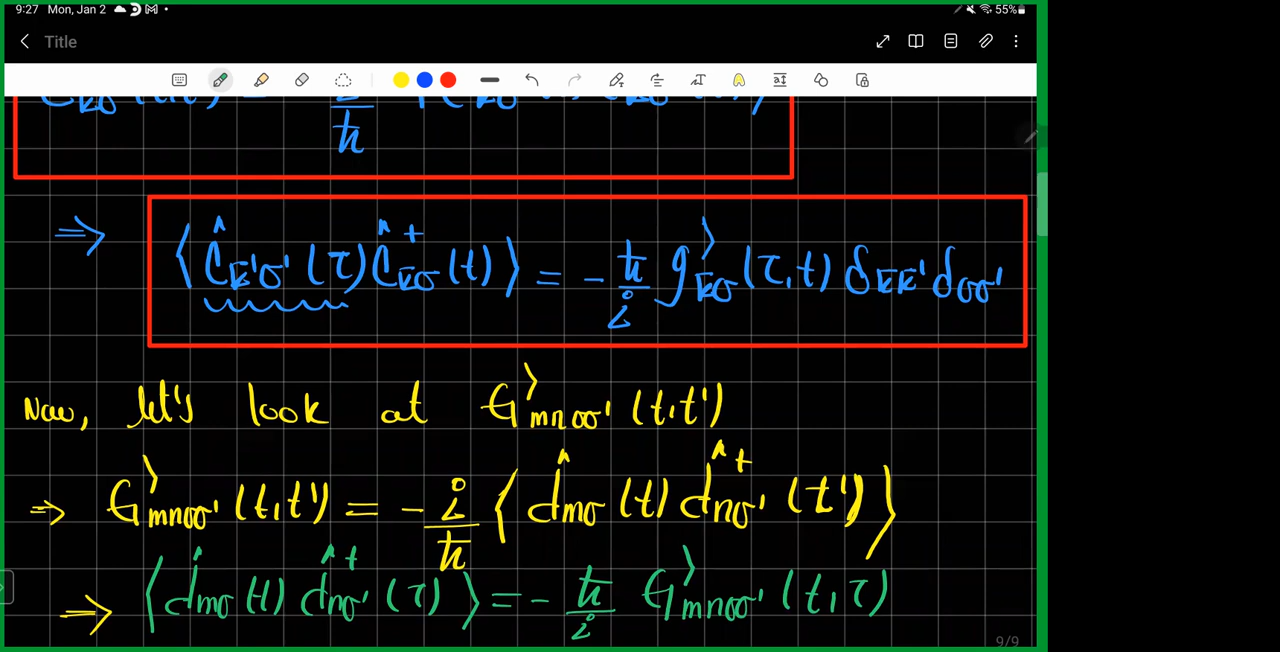 9:27 Mon, Jan 2 55%
Title
ħ
⇒ ⟨ĉ_{k'σ'}(τ) ĉ⁺_{kσ}(t)⟩ = - ħ/i g^>_{kσ}(τ,t) δ_{kk'} δ_{σσ'}
Now, let's look at G^>_{mnσσ'}(t,t')
⇒ G^>_{mnσσ'}(t,t') = - i/ħ ⟨d̂_{mσ}(t) d̂⁺_{nσ'}(t')⟩
⇒ ⟨d̂_{mσ}(t) d̂⁺_{nσ'}(τ)⟩ = - ħ/i G^>_{mnσσ'}(t,τ)
9/9